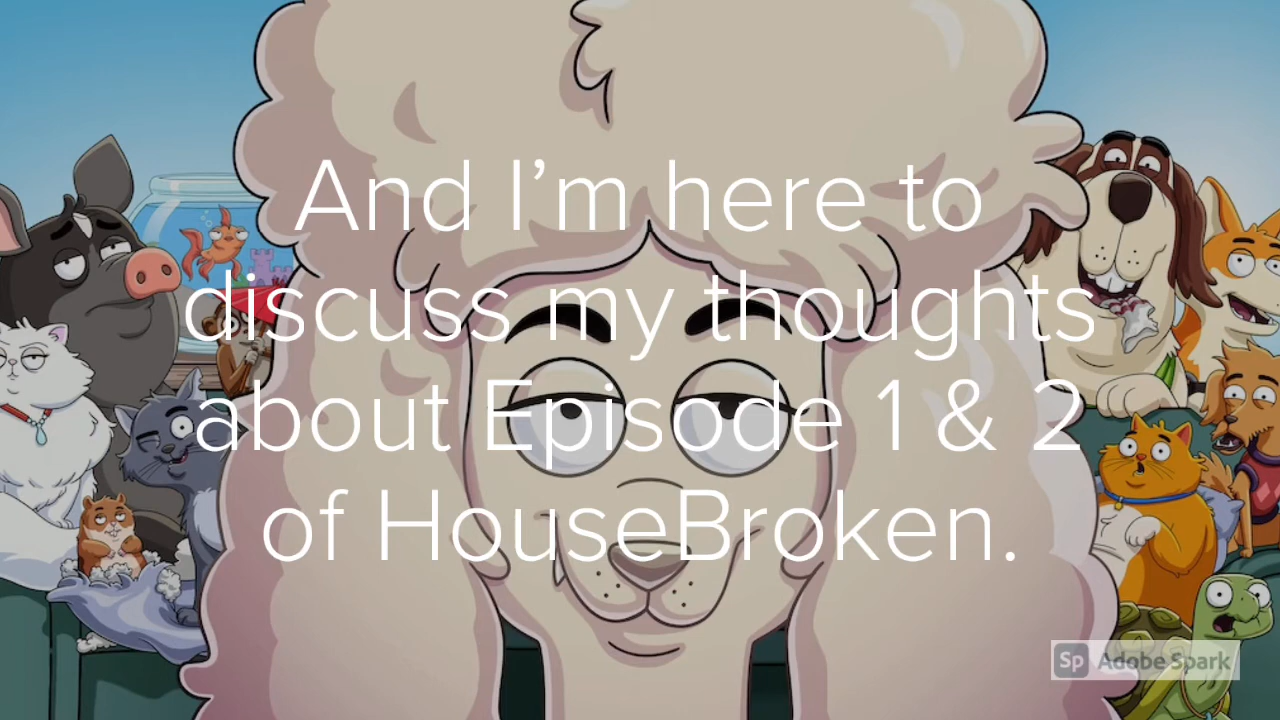 And I’m here to
discuss my thoughts
about Episode 1 & 2
of HouseBroken.
Sp Adobe Spark